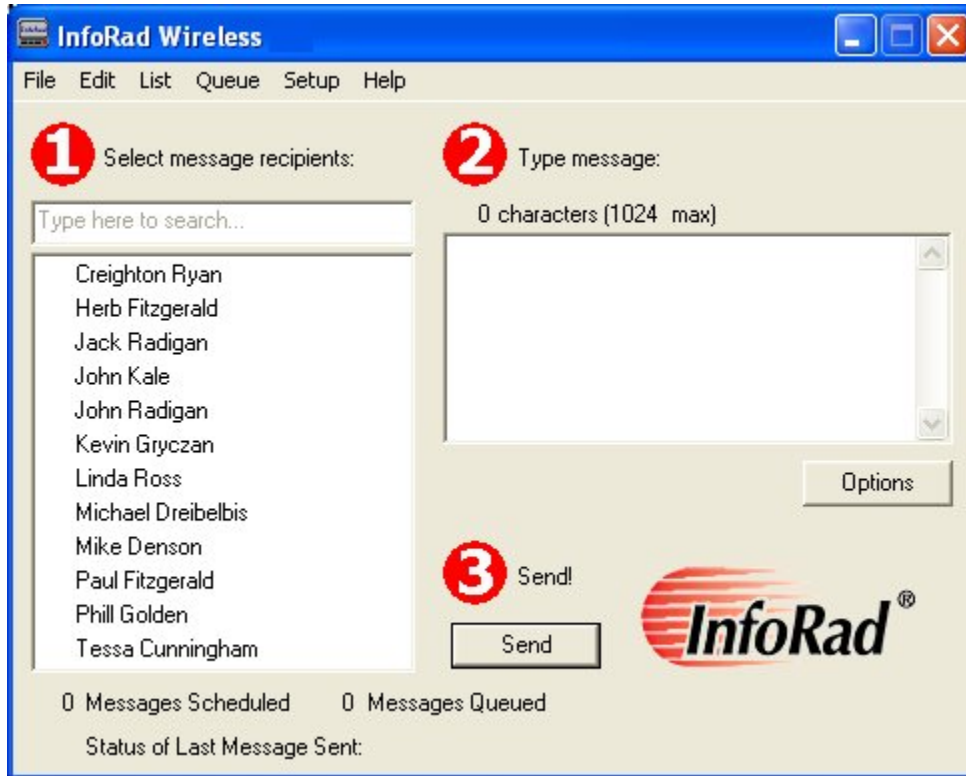 InfoRad Wireless
File Edit List Queue Setup Help
1 Select message recipients:
Type here to search...
Creighton Ryan
Herb Fitzgerald
Jack Radigan
John Kale
John Radigan
Kevin Gryczan
Linda Ross
Michael Dreibelbis
Mike Denson
Paul Fitzgerald
Phill Golden
Tessa Cunningham
2 Type message:
0 characters (1024 max)
Options
3 Send!
Send
InfoRad ®
0 Messages Scheduled 0 Messages Queued
Status of Last Message Sent: